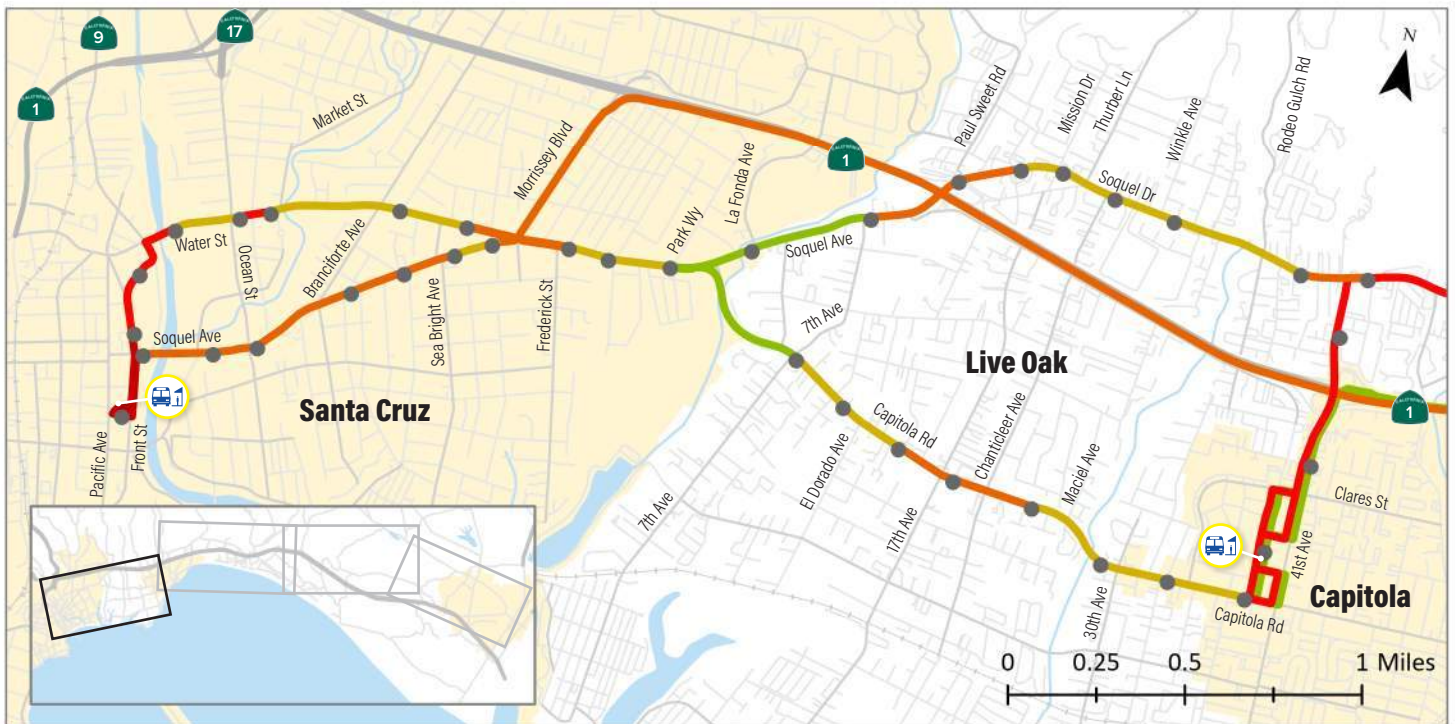 9
17
1
N
Market St
Morrissey Blvd
La Fonda Ave
1
Paul Sweet Rd
Mission Dr
Thurber Ln
Winkle Ave
Rodeo Gulch Rd
Soquel Dr
Water St
Ocean St
Branciforte Ave
Park Wy
Soquel Ave
Soquel Ave
Sea Bright Ave
Frederick St
7th Ave
Live Oak
Santa Cruz
1
Pacific Ave
Front St
Capitola Rd
El Dorado Ave
Chanticleer Ave
Maciel Ave
7th Ave
17th Ave
Clares St
41st Ave
Capitola
30th Ave
Capitola Rd
0 0.25 0.5 1 Miles